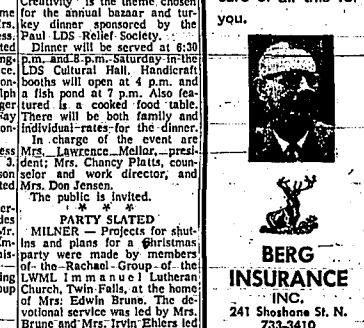 Creativity" is the theme chosen
for the annual bazaar and tur-
key dinner sponsored by the
Paul LDS Relief Society.
Dinner will be served at 6:30
p.m. and 8 p.m. Saturday in the
LDS Cultural Hall. Handicraft
booths will open at 4 p.m. and
a fish pond at 7 p.m. Also fea-
tured is a cooked food table.
There will be both family and
individual rates for the dinner.
In charge of the event are
Mrs. Lawrence Mellar, presi-
dent; Mrs. Chancy Platts, coun-
selor and work director, and
Mrs. Don Jensen.
The public is invited.
* * *
PARTY SLATED
MILNER — Projects for shut-
ins and plans for a Christmas
party were made by members
of the Rachael Group of the
LWML Immanuel Lutheran
Church, Twin Falls, at the home
of Mrs. Edwin Brune. The de-
votional service was led by Mrs.
Brune and Mrs. Irvin Ehlers led
you.
BERG
INSURANCE
INC.
241 Shoshone St. N.
733-3410